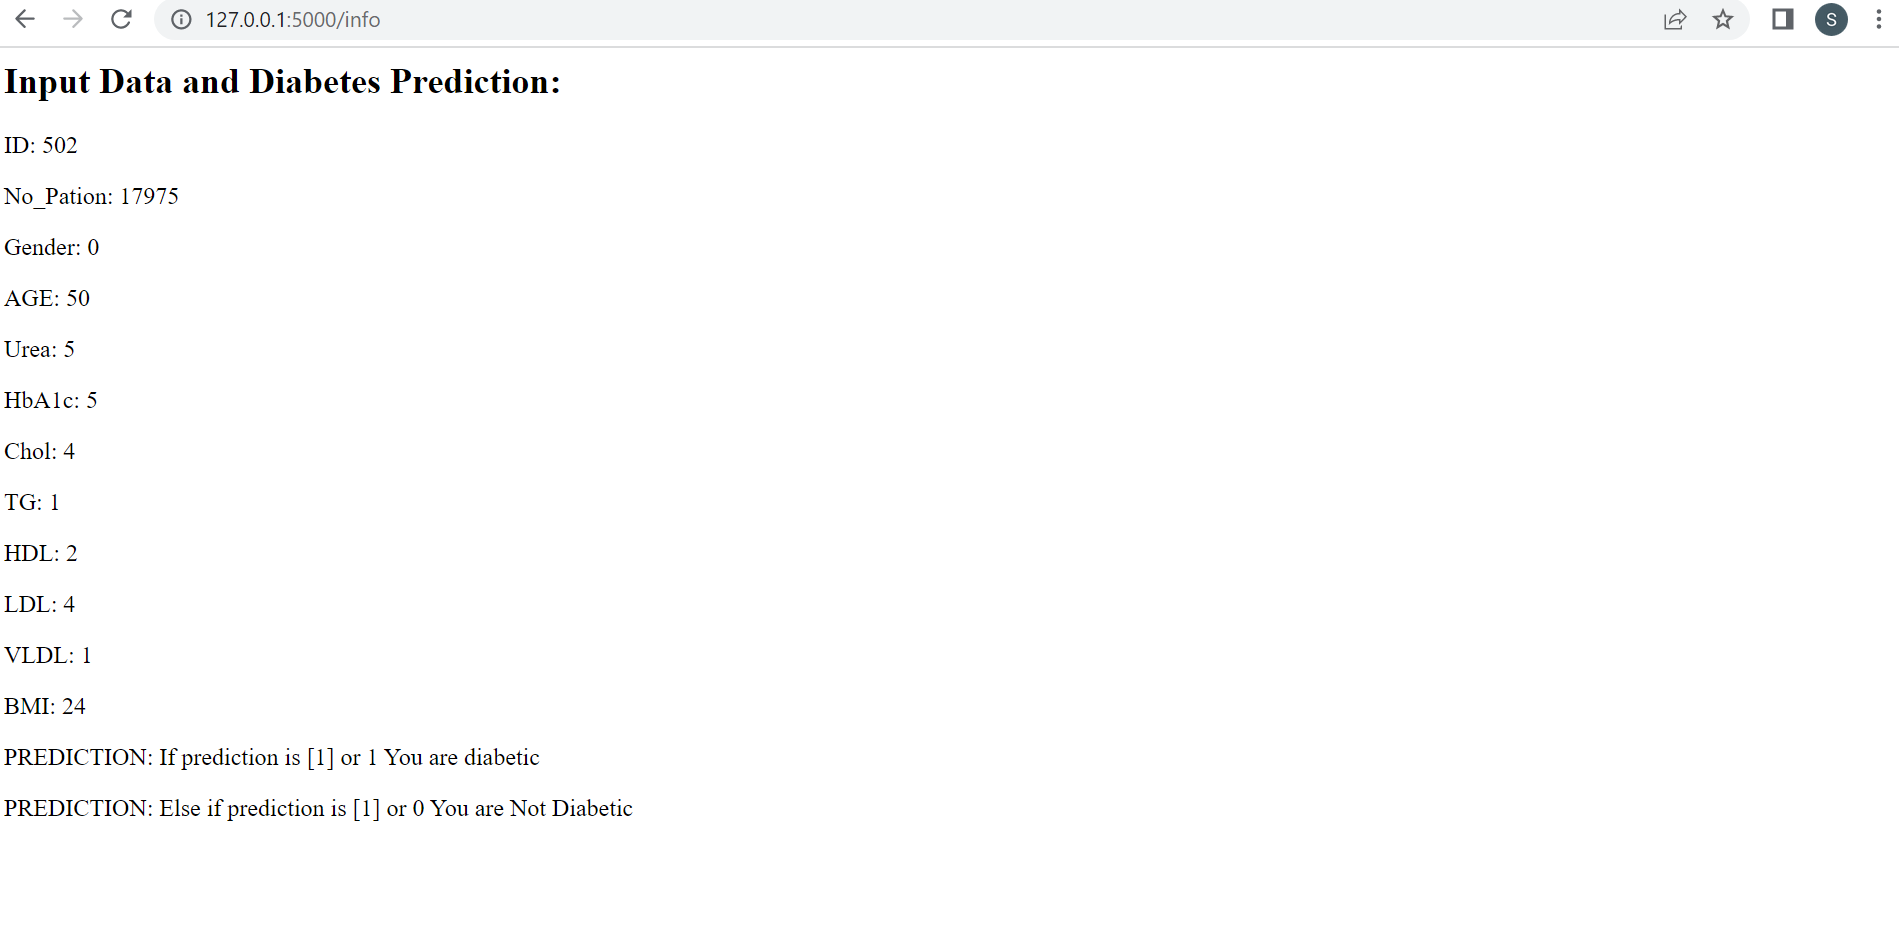 127.0.0.1:5000/info
S
Input Data and Diabetes Prediction:
ID: 502
No_Pation: 17975
Gender: 0
AGE: 50
Urea: 5
HbA1c: 5
Chol: 4
TG: 1
HDL: 2
LDL: 4
VLDL: 1
BMI: 24
PREDICTION: If prediction is [1] or 1 You are diabetic
PREDICTION: Else if prediction is [1] or 0 You are Not Diabetic